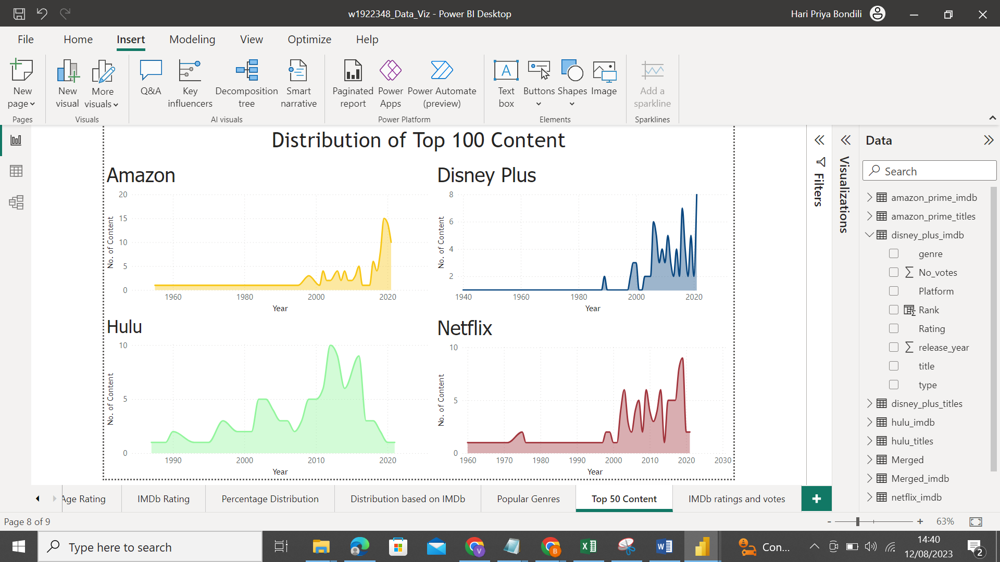 w1922348_Data_Viz - Power BI Desktop
Hari Priya Bondili
File Home Insert Modeling View Optimize Help
New page
New visual
More visuals
Q&A
Key influencers
Decomposition tree
Smart narrative
Paginated report
Power Apps
Power Automate (preview)
Text box
Buttons
Shapes
Image
Add a sparkline
Pages
Visuals
AI visuals
Power Platform
Elements
Sparklines
Distribution of Top 100 Content
Amazon
20
15
10
5
0
No. of Content
1960 1980 2000 2020
Year
Disney Plus
8
6
4
2
No. of Content
1940 1960 1980 2000 2020
Year
Hulu
10
5
0
No. of Content
1990 2000 2010 2020
Year
Netflix
10
5
0
No. of Content
1960 1970 1980 1990 2000 2010 2020 2030
Year
Filters
Visualizations
Data
Search
amazon_prime_imdb
amazon_prime_titles
disney_plus_imdb
genre
No_votes
Platform
Rank
Rating
release_year
title
type
disney_plus_titles
hulu_imdb
hulu_titles
Merged
Merged_imdb
netflix_imdb
Age Rating
IMDb Rating
Percentage Distribution
Distribution based on IMDb
Popular Genres
Top 50 Content
IMDb ratings and votes
+
Page 8 of 9
- + 63%
Type here to search
V
B
X
W
Con...
14:40
12/08/2023
2